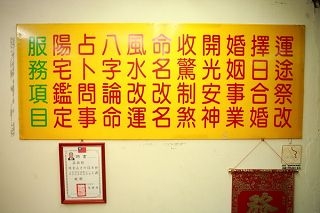 服務項目
陽宅鑑定
占卜問事
八字論命
風水改運
命名改名
收驚制煞
開光安神
婚姻事業
擇日合婚
運途祭改